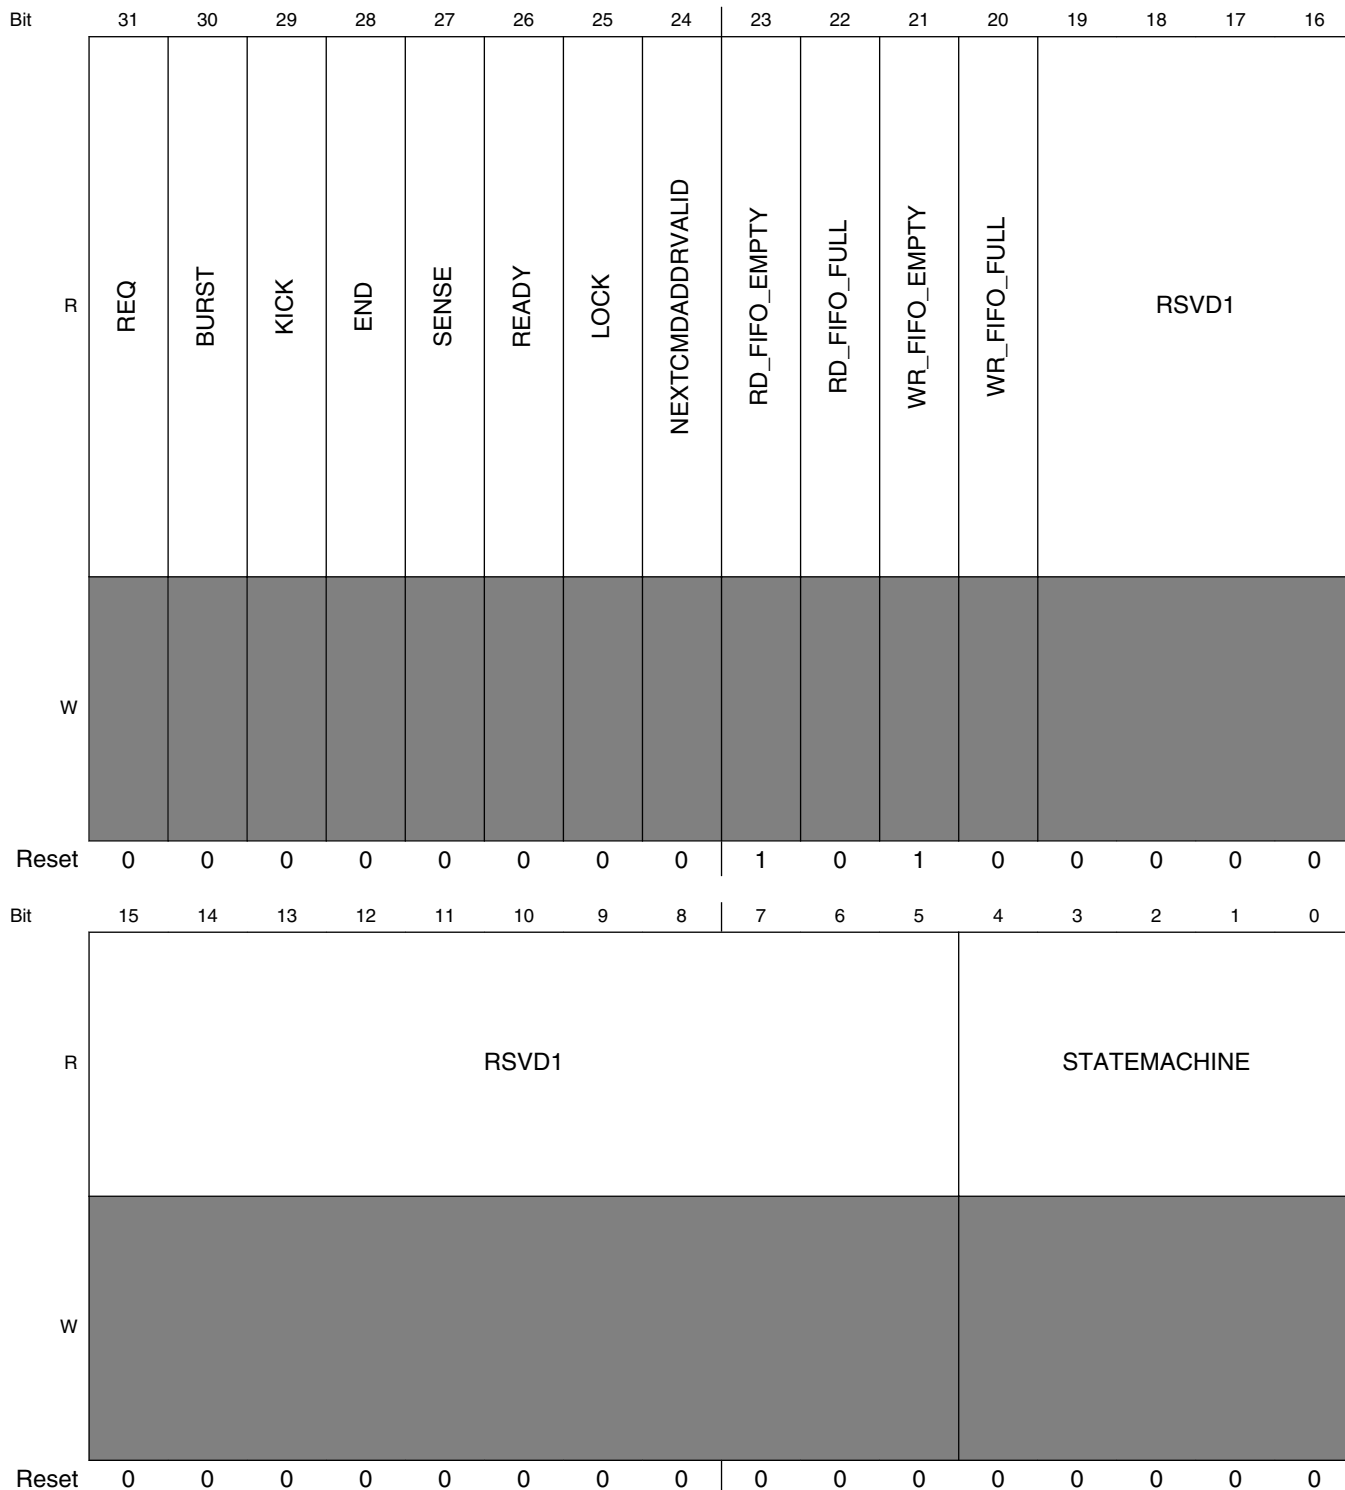 Bit 31 30 29 28 27 26 25 24 23 22 21 20 19 18 17 16
R REQ BURST KICK END SENSE READY LOCK NEXTCMDADDRVALID RD_FIFO_EMPTY RD_FIFO_FULL WR_FIFO_EMPTY WR_FIFO_FULL RSVD1
W
Reset 0 0 0 0 0 0 0 0 1 0 1 0 0 0 0 0
Bit 15 14 13 12 11 10 9 8 7 6 5 4 3 2 1 0
R RSVD1 STATEMACHINE
W
Reset 0 0 0 0 0 0 0 0 0 0 0 0 0 0 0 0